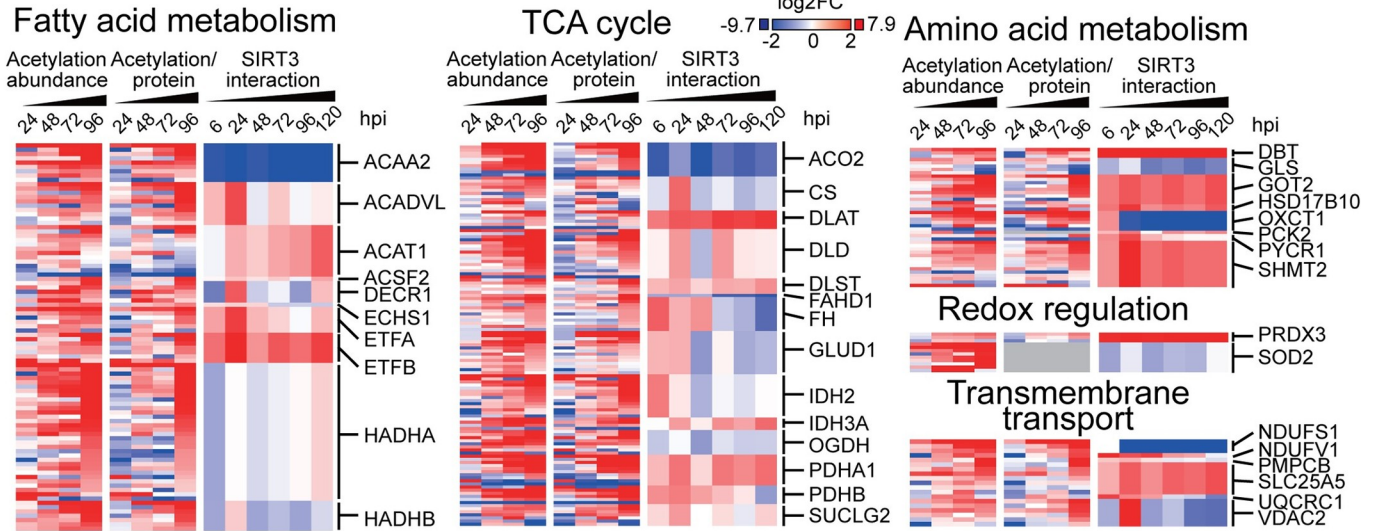 Fatty acid metabolism
Acetylation abundance
Acetylation/ protein
SIRT3 interaction
24 48 72 96
24 48 72 96
6 24 48 72 96 120
hpi
ACAA2
ACADVL
ACAT1
ACSF2
DECR1
ECHS1
ETFA
ETFB
HADHA
HADHB
TCA cycle
log2FC
-9.7 7.9
-2 0 2
Acetylation abundance
Acetylation/ protein
SIRT3 interaction
24 48 72 96
24 48 72 96
6 24 48 72 96 120
hpi
ACO2
CS
DLAT
DLD
DLST
FAHD1
FH
GLUD1
IDH2
IDH3A
OGDH
PDHA1
PDHB
SUCLG2
Amino acid metabolism
Acetylation abundance
Acetylation/ protein
SIRT3 interaction
24 48 72 96
24 48 72 96
6 24 48 72 96 120
hpi
DBT
GLS
GOT2
HSD17B10
OXCT1
PCK2
PYCR1
SHMT2
Redox regulation
PRDX3
SOD2
Transmembrane
transport
NDUFS1
NDUFV1
PMPCB
SLC25A5
UQCRC1
VDAC2